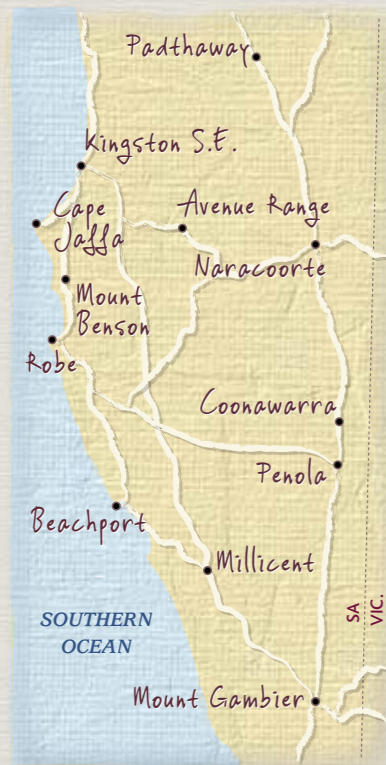 Padthaway
Kingston S.E.
Cape
Jaffa
Avenue Range
Naracoorte
Mount
Benson
Robe
Coonawarra
Penola
Beachport
Millicent
SOUTHERN
OCEAN
SA
VIC.
Mount Gambier